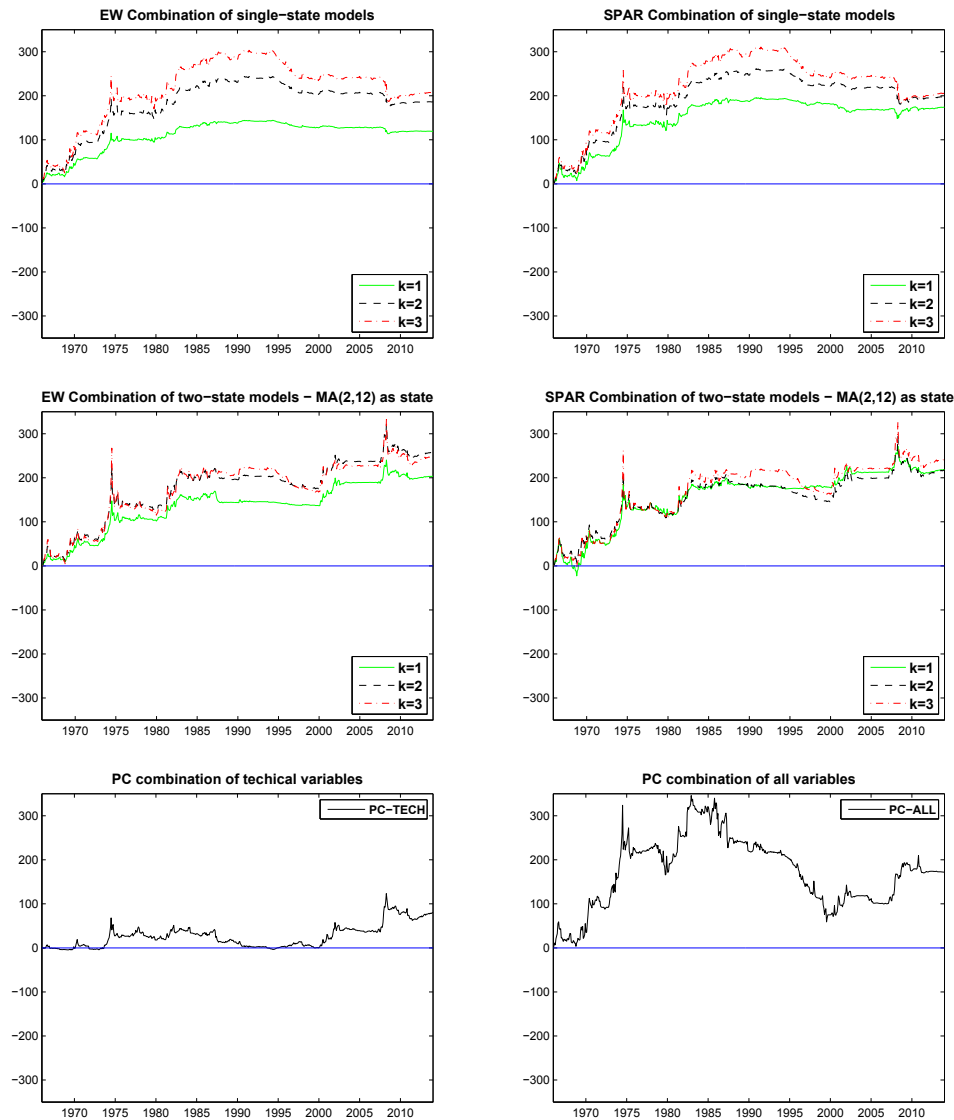 EW Combination of single−state models
300
200
100
0
−100
−200
−300
k=1
k=2
k=3
1970 1975 1980 1985 1990 1995 2000 2005 2010
SPAR Combination of single−state models
300
200
100
0
−100
−200
−300
k=1
k=2
k=3
1970 1975 1980 1985 1990 1995 2000 2005 2010
EW Combination of two−state models − MA(2,12) as state
300
200
100
0
−100
−200
−300
k=1
k=2
k=3
1970 1975 1980 1985 1990 1995 2000 2005 2010
SPAR Combination of two−state models − MA(2,12) as state
300
200
100
0
−100
−200
−300
k=1
k=2
k=3
1970 1975 1980 1985 1990 1995 2000 2005 2010
PC combination of techical variables
PC−TECH
300
200
100
0
−100
−200
−300
1970 1975 1980 1985 1990 1995 2000 2005 2010
PC combination of all variables
PC−ALL
300
200
100
0
−100
−200
−300
1970 1975 1980 1985 1990 1995 2000 2005 2010